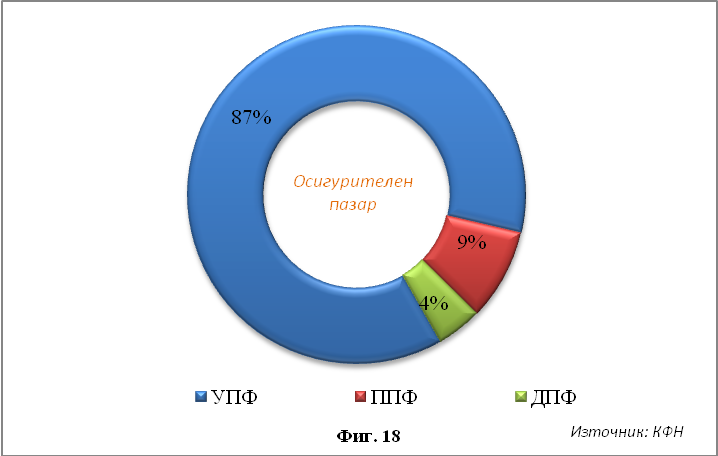 87%
Осигурителен
пазар
9%
4%
УПФ
ППФ
ДПФ
Фиг. 18
Източник: КФН